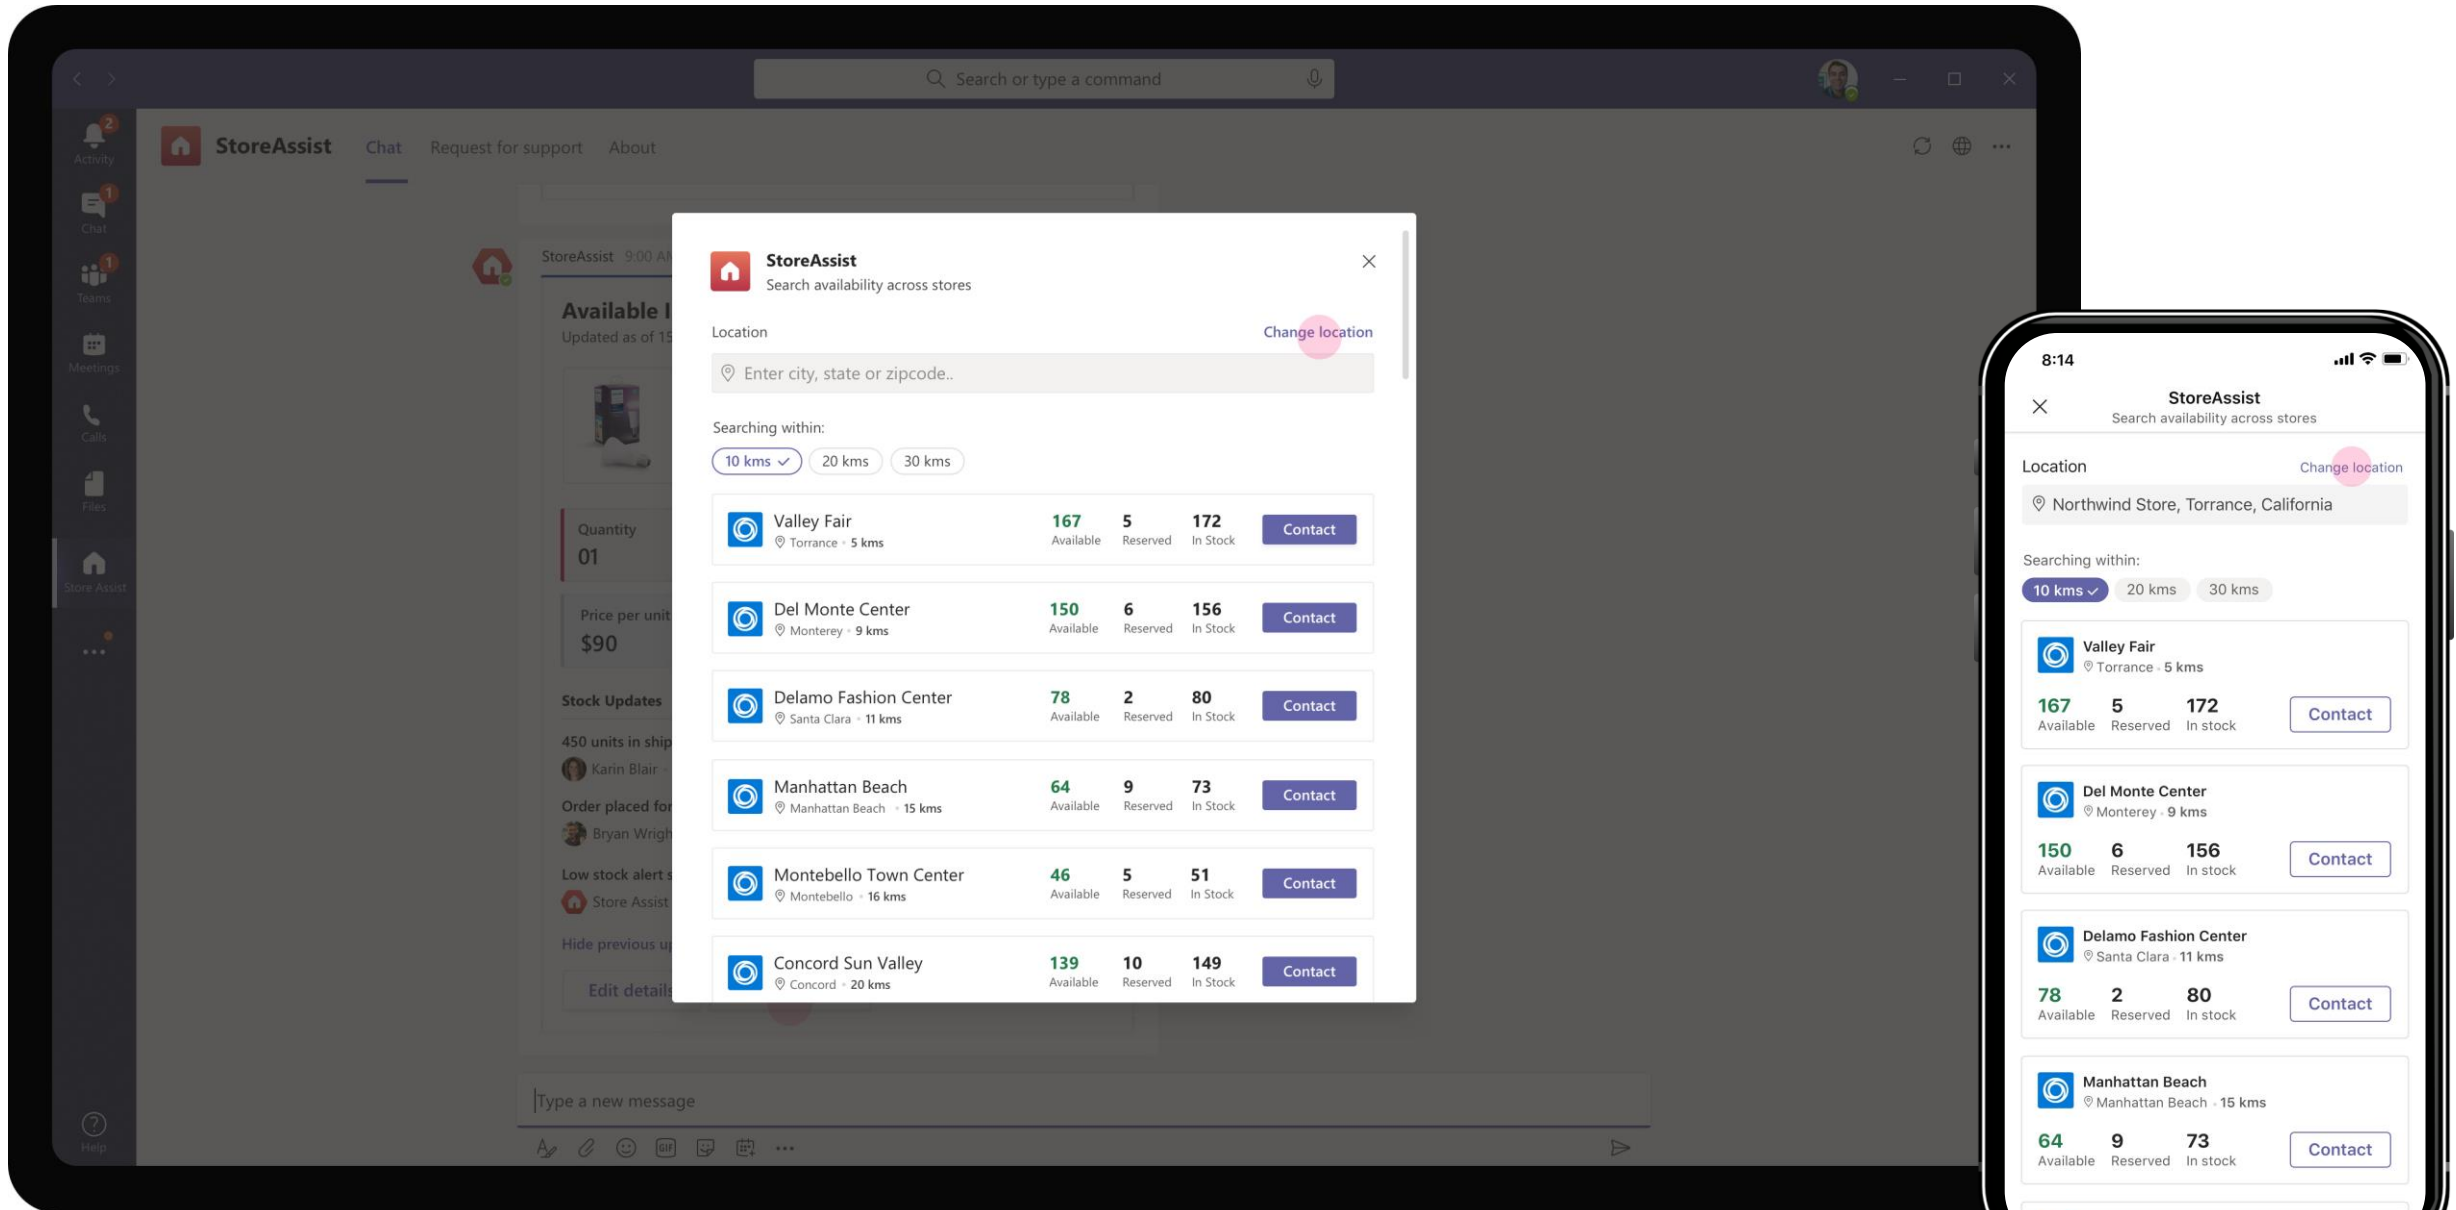 Search or type a command
2
Activity
1
Chat
1
Teams
Meetings
Calls
Files
Store Assist
Help
StoreAssist Chat Request for support About
StoreAssist 9:00
Available
Updated as of 15
Quantity
01
Price per unit
$90
Stock Updates
450 units in ship
Karin Blair
Order placed for
Bryan Wrigh
Low stock alert s
Store Assist
Hide previous
Edit details
Type a new message
GIF
StoreAssist
Search availability across stores
Location Change location
Enter city, state or zipcode..
Searching within:
10 kms 20 kms 30 kms
Valley Fair
Torrance • 5 kms
167 5 172
Available Reserved In Stock
Contact
Del Monte Center
Monterey • 9 kms
150 6 156
Available Reserved In Stock
Contact
Delamo Fashion Center
Santa Clara • 11 kms
78 2 80
Available Reserved In Stock
Contact
Manhattan Beach
Manhattan Beach • 15 kms
64 9 73
Available Reserved In Stock
Contact
Montebello Town Center
Montebello • 16 kms
46 5 51
Available Reserved In Stock
Contact
Concord Sun Valley
Concord • 20 kms
139 10 149
Available Reserved In Stock
Contact
8:14
StoreAssist
Search availability across stores
Location Change location
Northwind Store, Torrance, California
Searching within:
10 kms 20 kms 30 kms
Valley Fair
Torrance • 5 kms
167 5 172
Available Reserved In stock
Contact
Del Monte Center
Monterey • 9 kms
150 6 156
Available Reserved In stock
Contact
Delamo Fashion Center
Santa Clara • 11 kms
78 2 80
Available Reserved In stock
Contact
Manhattan Beach
Manhattan Beach • 15 kms
64 9 73
Available Reserved In stock
Contact